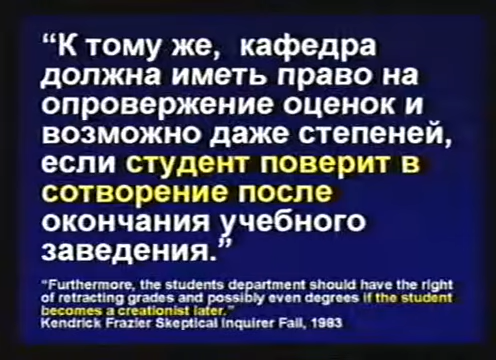 “К тому же, кафедра
должна иметь право на
опровержение оценок и
возможно даже степеней,
если студент поверит в
сотворение после
окончания учебного
заведения.”
“Furthermore, the students department should have the right
of retracting grades and possibly even degrees if the student
becomes a creationist later.”
Kendrick Frazier Skeptical Inquirer Fall, 1983